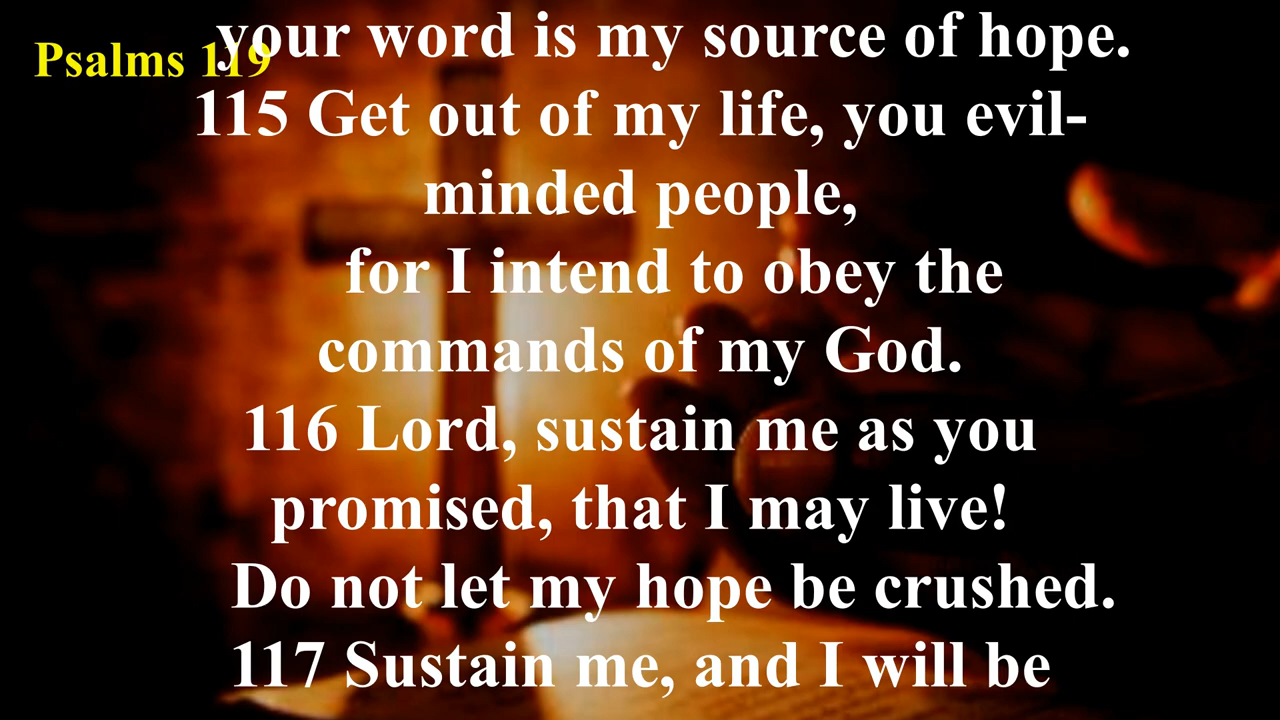 Psalms 119
your word is my source of hope.
115 Get out of my life, you evil-
minded people,
for I intend to obey the
commands of my God.
116 Lord, sustain me as you
promised, that I may live!
Do not let my hope be crushed.
117 Sustain me, and I will be